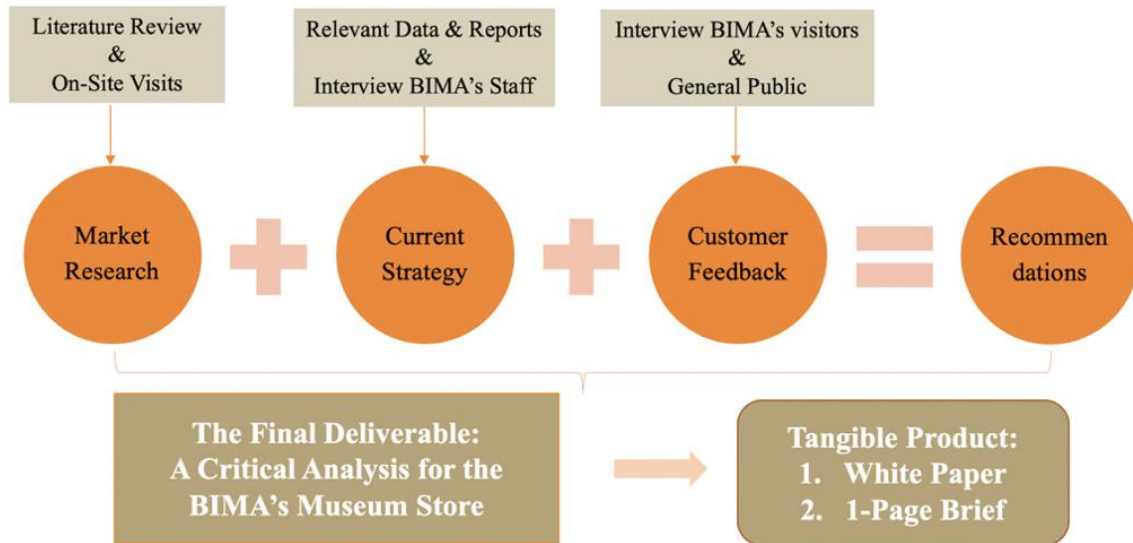 Literature Review
&
On-Site Visits
Relevant Data & Reports
&
Interview BIMA's Staff
Interview BIMA's visitors
&
General Public
Market
Research
Current
Strategy
Customer
Feedback
Recommen
dations
The Final Deliverable:
A Critical Analysis for the
BIMA's Museum Store
Tangible Product:
1. White Paper
2. 1-Page Brief